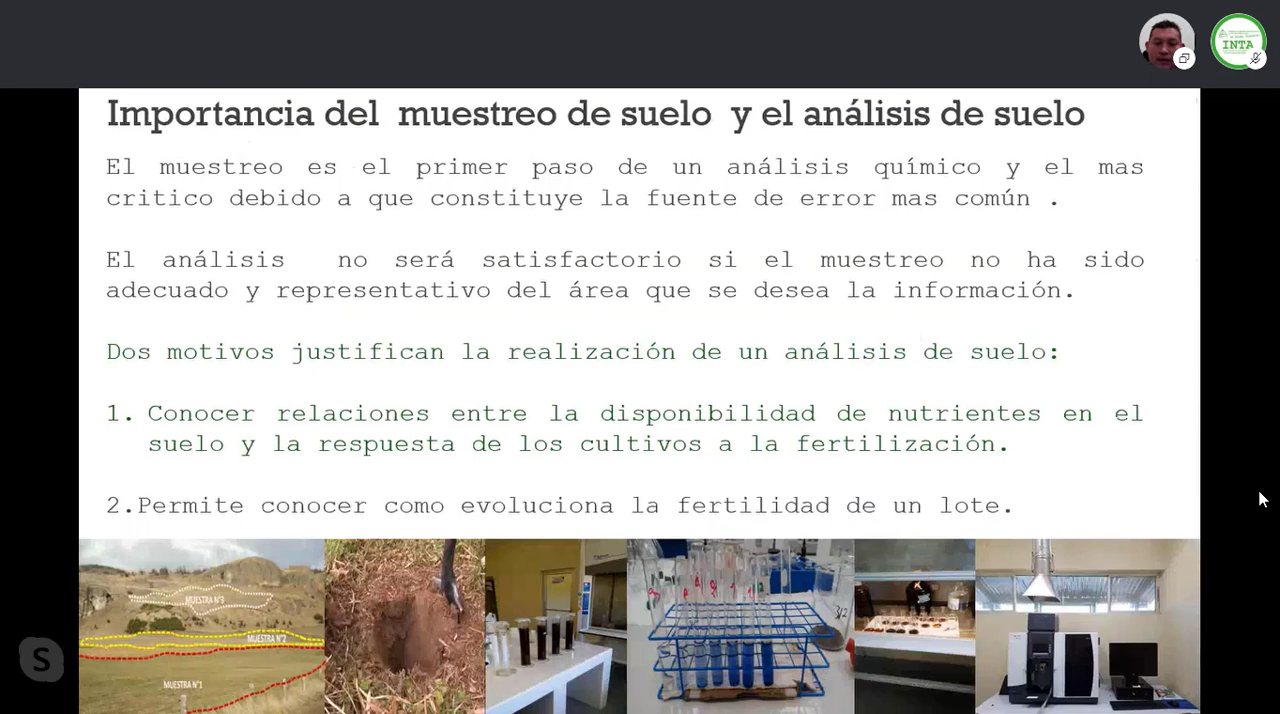 INTA
Importancia del muestreo de suelo y el análisis de suelo
El muestreo es el primer paso de un análisis químico y el mas
critico debido a que constituye la fuente de error mas común .
El análisis no será satisfactorio si el muestreo no ha sido
adecuado y representativo del área que se desea la información.
Dos motivos justifican la realización de un análisis de suelo:
1. Conocer relaciones entre la disponibilidad de nutrientes en el
suelo y la respuesta de los cultivos a la fertilización.
2.Permite conocer como evoluciona la fertilidad de un lote.
MUESTRA N°3
MUESTRA N°2
MUESTRA N°1
312
S